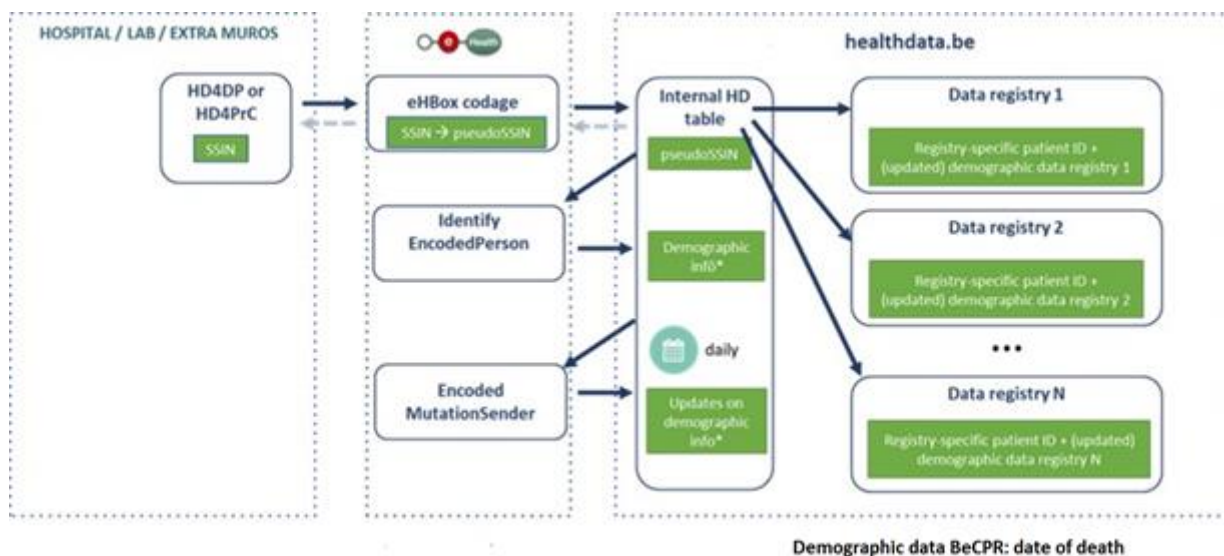 HOSPITAL / LAB / EXTRA MUROS
HD4DP or
HD4PrC
SSIN
e Health
eHBox codage
SSIN → pseudoSSIN
Identify
EncodedPerson
Encoded
MutationSender
healthdata.be
Internal HD
table
pseudoSSIN
Demographic
info*
daily
Updates on
demographic
info*
Data registry 1
Registry-specific patient ID +
(updated) demographic data registry 1
Data registry 2
Registry-specific patient ID +
(updated) demographic data registry 2
•••
Data registry N
Registry-specific patient ID + (updated)
demographic data registry N
Demographic data BeCPR: date of death